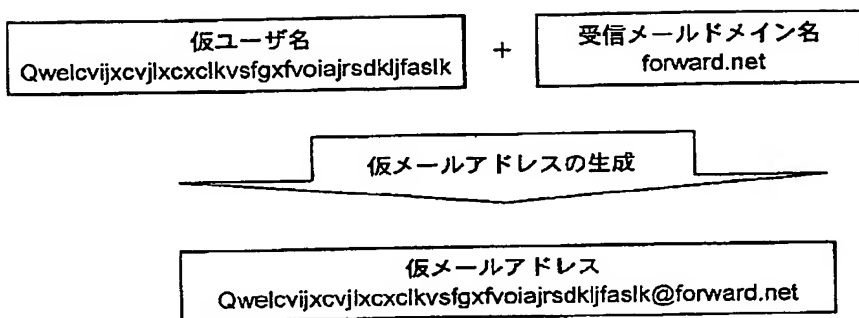 仮ユーザ名
Qwelcvijxcvjlxcxclkvsfgxfvoiajrsdkljfaslk
+
受信メールドメイン名
forward.net
仮メールアドレスの生成
仮メールアドレス
Qwelcvijxcvjlxcxclkvsfgxfvoiajrsdkljfaslk@forward.net